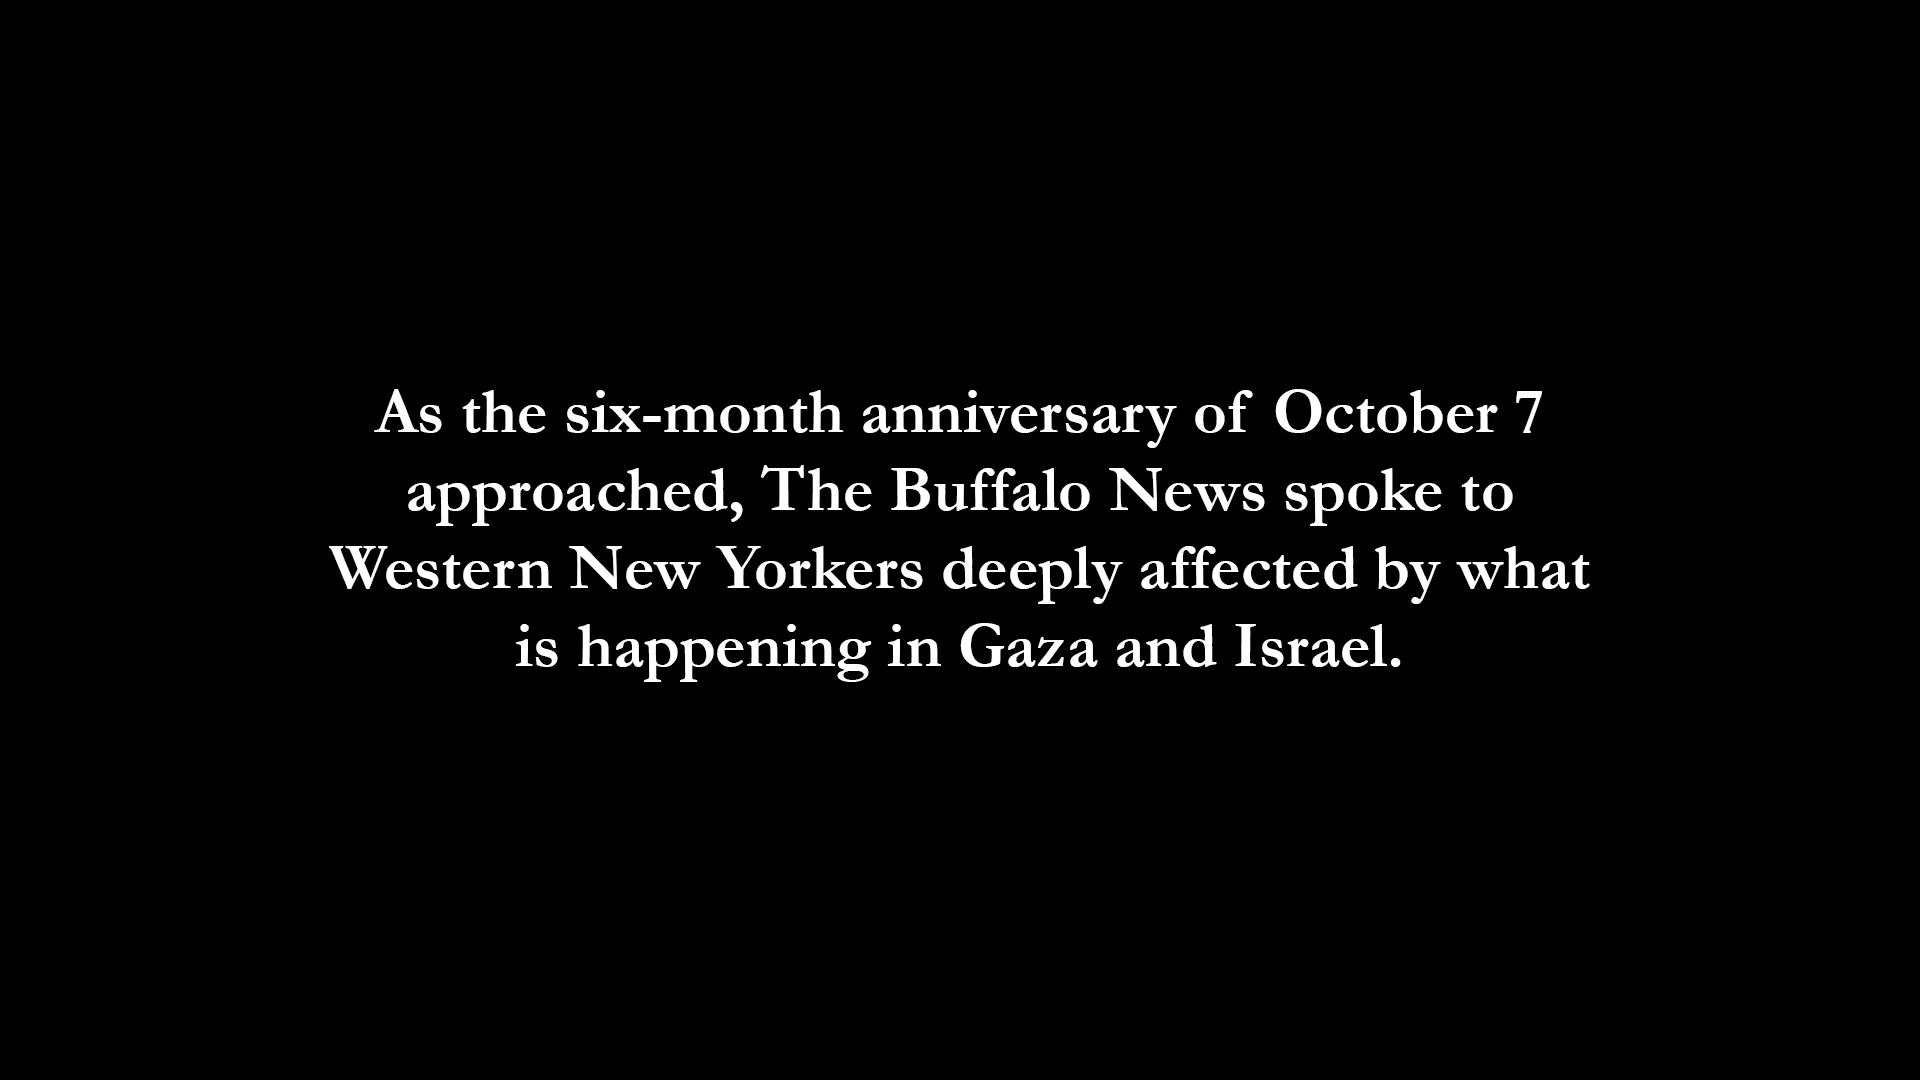 As the six-month anniversary of October 7
approached, The Buffalo News spoke to
Western New Yorkers deeply affected by what
is happening in Gaza and Israel.